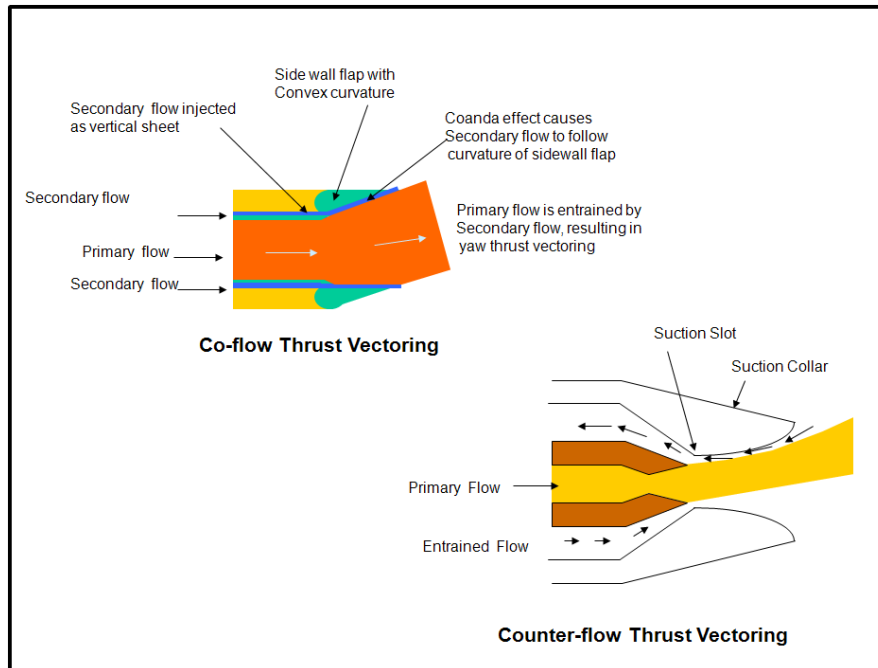 Side wall flap with
Convex curvature
Secondary flow injected
as vertical sheet
Coanda effect causes
Secondary flow to follow
curvature of sidewall flap
Secondary flow
Primary flow is entrained by
Secondary flow, resulting in
yaw thrust vectoring
Primary flow
Secondary flow
Co-flow Thrust Vectoring
Suction Slot
Suction Collar
Primary Flow
Entrained Flow
Counter-flow Thrust Vectoring